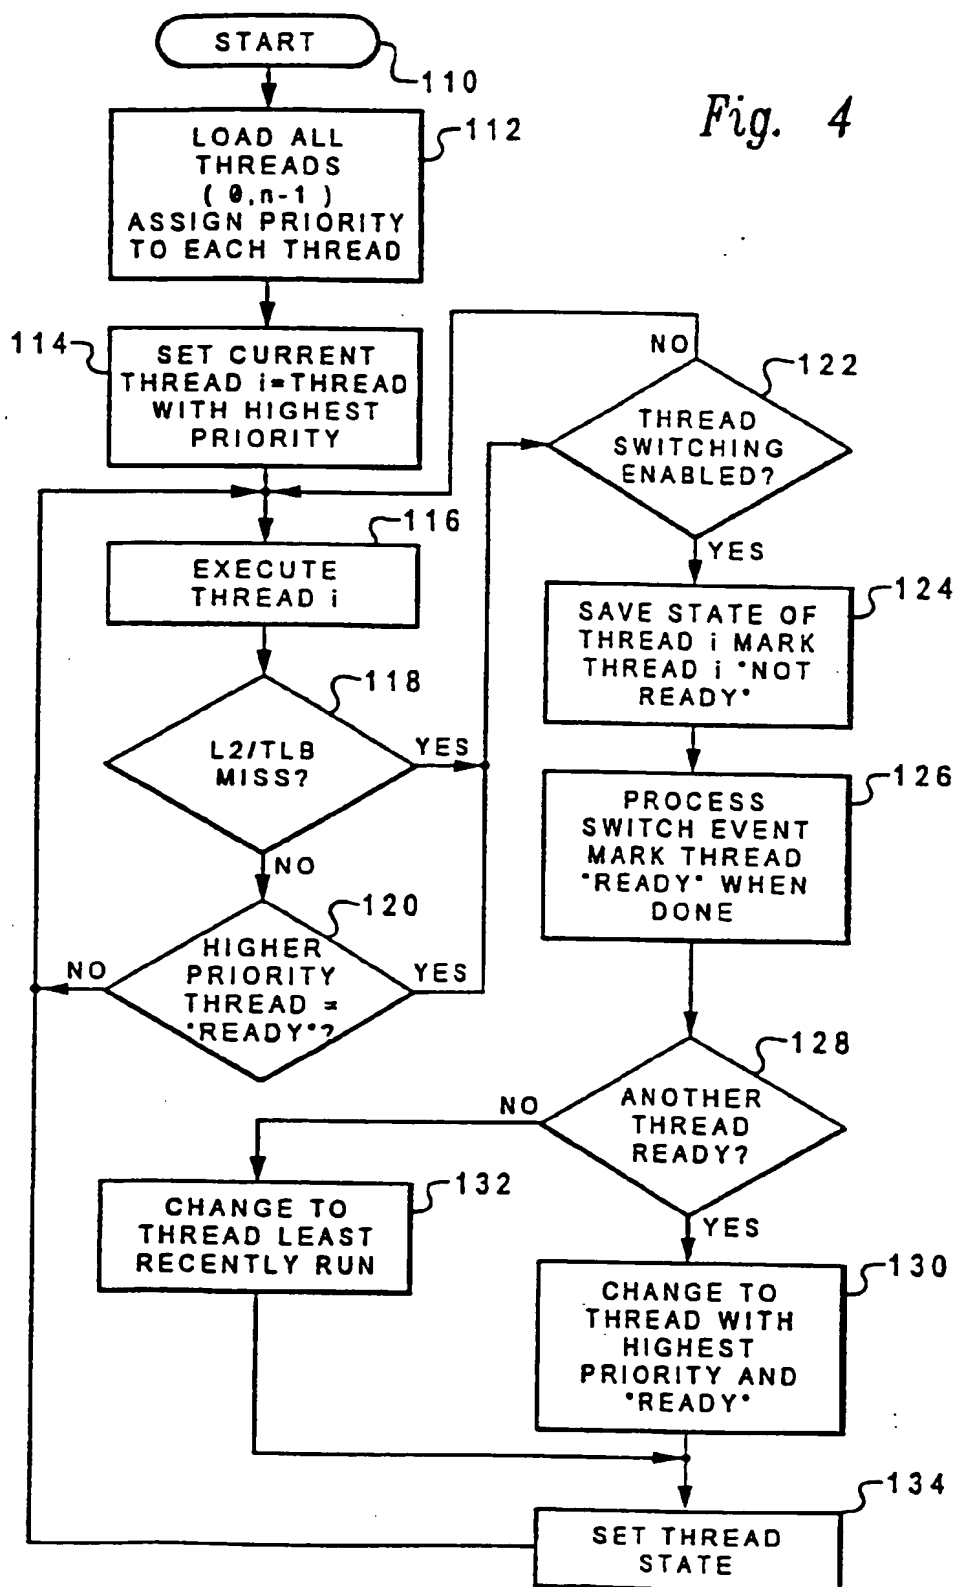 START
110
Fig. 4
LOAD ALL
THREADS
( 0,n-1 )
ASSIGN PRIORITY
TO EACH THREAD
112
114
SET CURRENT
THREAD i=THREAD
WITH HIGHEST
PRIORITY
NO
122
THREAD
SWITCHING
ENABLED?
YES
116
EXECUTE
THREAD i
124
SAVE STATE OF
THREAD i MARK
THREAD i "NOT
READY"
118
L2/TLB
MISS?
YES
NO
126
PROCESS
SWITCH EVENT
MARK THREAD
"READY" WHEN
DONE
120
HIGHER
PRIORITY
THREAD =
"READY"?
NO
YES
128
ANOTHER
THREAD
READY?
NO
YES
132
CHANGE TO
THREAD LEAST
RECENTLY RUN
130
CHANGE TO
THREAD WITH
HIGHEST
PRIORITY AND
"READY"
134
SET THREAD
STATE